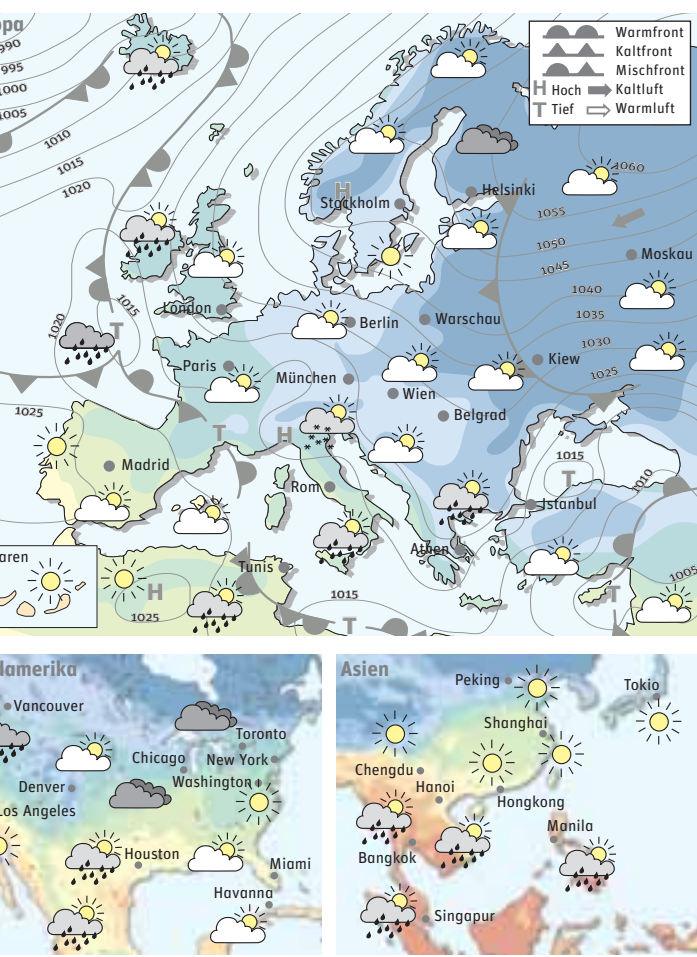 opa
Warmfront
Kaltfront
Mischfront
H Hoch Kaltluft
T Tief Warmluft
990
995
1000
1005
1010
1015
1020
1060
1055
1050
1045
1040
1035
1030
1025
H
Stockholm
Helsinki
Moskau
1020
1015
T
London
Berlin
Warschau
Kiew
Paris
München
Wien
Belgrad
1025
T
H
Madrid
Rom
1015
T
1010
Istanbul
Athen
aren
Tunis
H
1025
1015
T
T
1005
damerika
Vancouver
Toronto
Chicago
New York
Denver
Washington
Los Angeles
Houston
Miami
Havanna
Asien
Peking
Tokio
Shanghai
Chengdu
Hanoi
Hongkong
Manila
Bangkok
Singapur